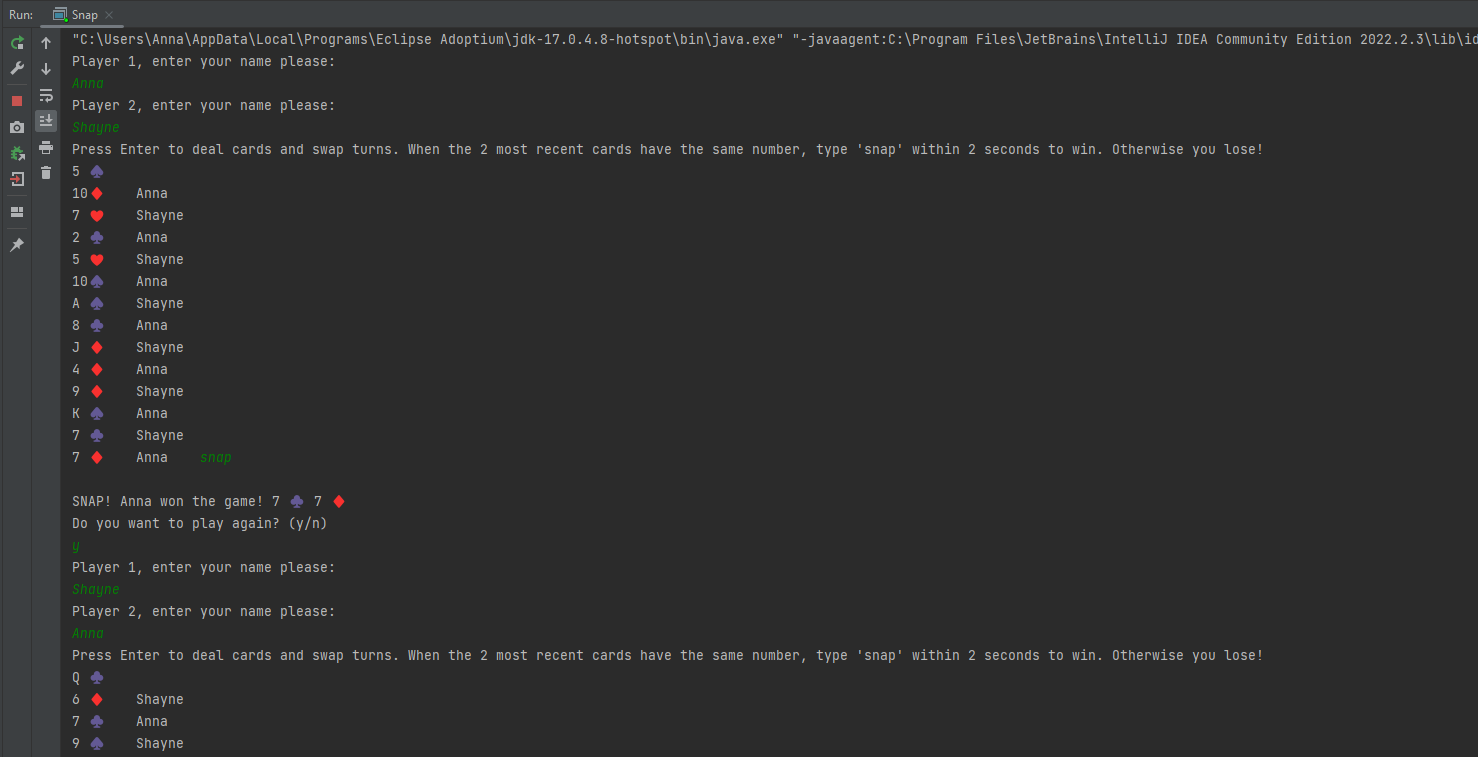 Run: Snap
"C:\Users\Anna\AppData\Local\Programs\Eclipse Adoptium\jdk-17.0.4.8-hotspot\bin\java.exe" "-javaagent:C:\Program Files\JetBrains\IntelliJ IDEA Community Edition 2022.2.3\lib\id
Player 1, enter your name please:
Anna
Player 2, enter your name please:
Shayne
Press Enter to deal cards and swap turns. When the 2 most recent cards have the same number, type 'snap' within 2 seconds to win. Otherwise you lose!
5 ♠
10♦ Anna
7 ♥ Shayne
2 ♣ Anna
5 ♥ Shayne
10♠ Anna
A ♠ Shayne
8 ♣ Anna
J ♦ Shayne
4 ♦ Anna
9 ♦ Shayne
K ♠ Anna
7 ♣ Shayne
7 ♦ Anna snap
SNAP! Anna won the game! 7 ♣ 7 ♦
Do you want to play again? (y/n)
y
Player 1, enter your name please:
Shayne
Player 2, enter your name please:
Anna
Press Enter to deal cards and swap turns. When the 2 most recent cards have the same number, type 'snap' within 2 seconds to win. Otherwise you lose!
Q ♣
6 ♦ Shayne
7 ♣ Anna
9 ♠ Shayne